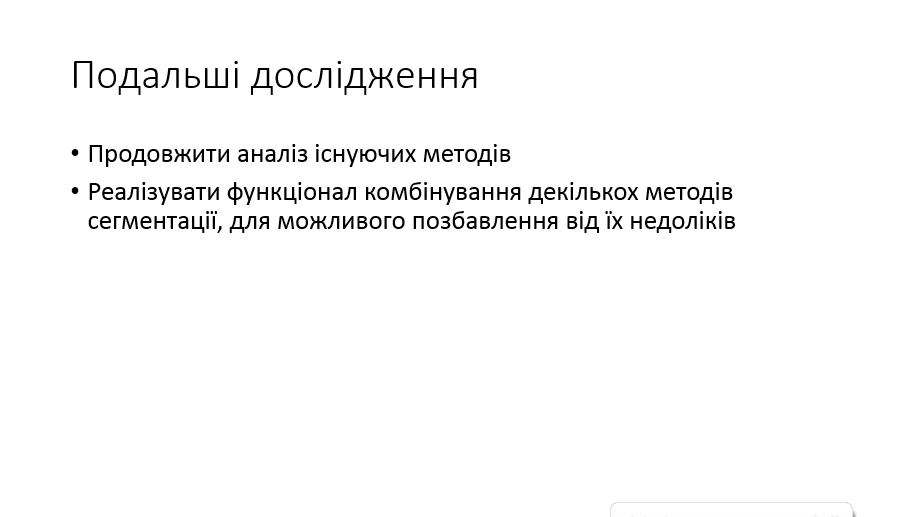 Подальші дослідження
• Продовжити аналіз існуючих методів
• Реалізувати функціонал комбінування декількох методів
сегментації, для можливого позбавлення від їх недоліків